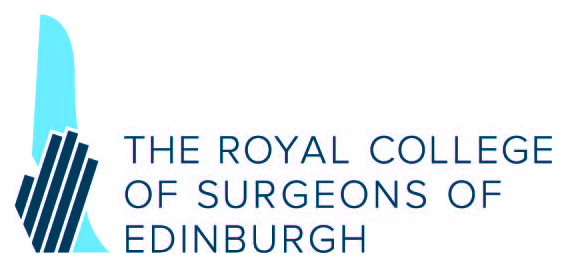 THE ROYAL COLLEGE
OF SURGEONS OF
EDINBURGH